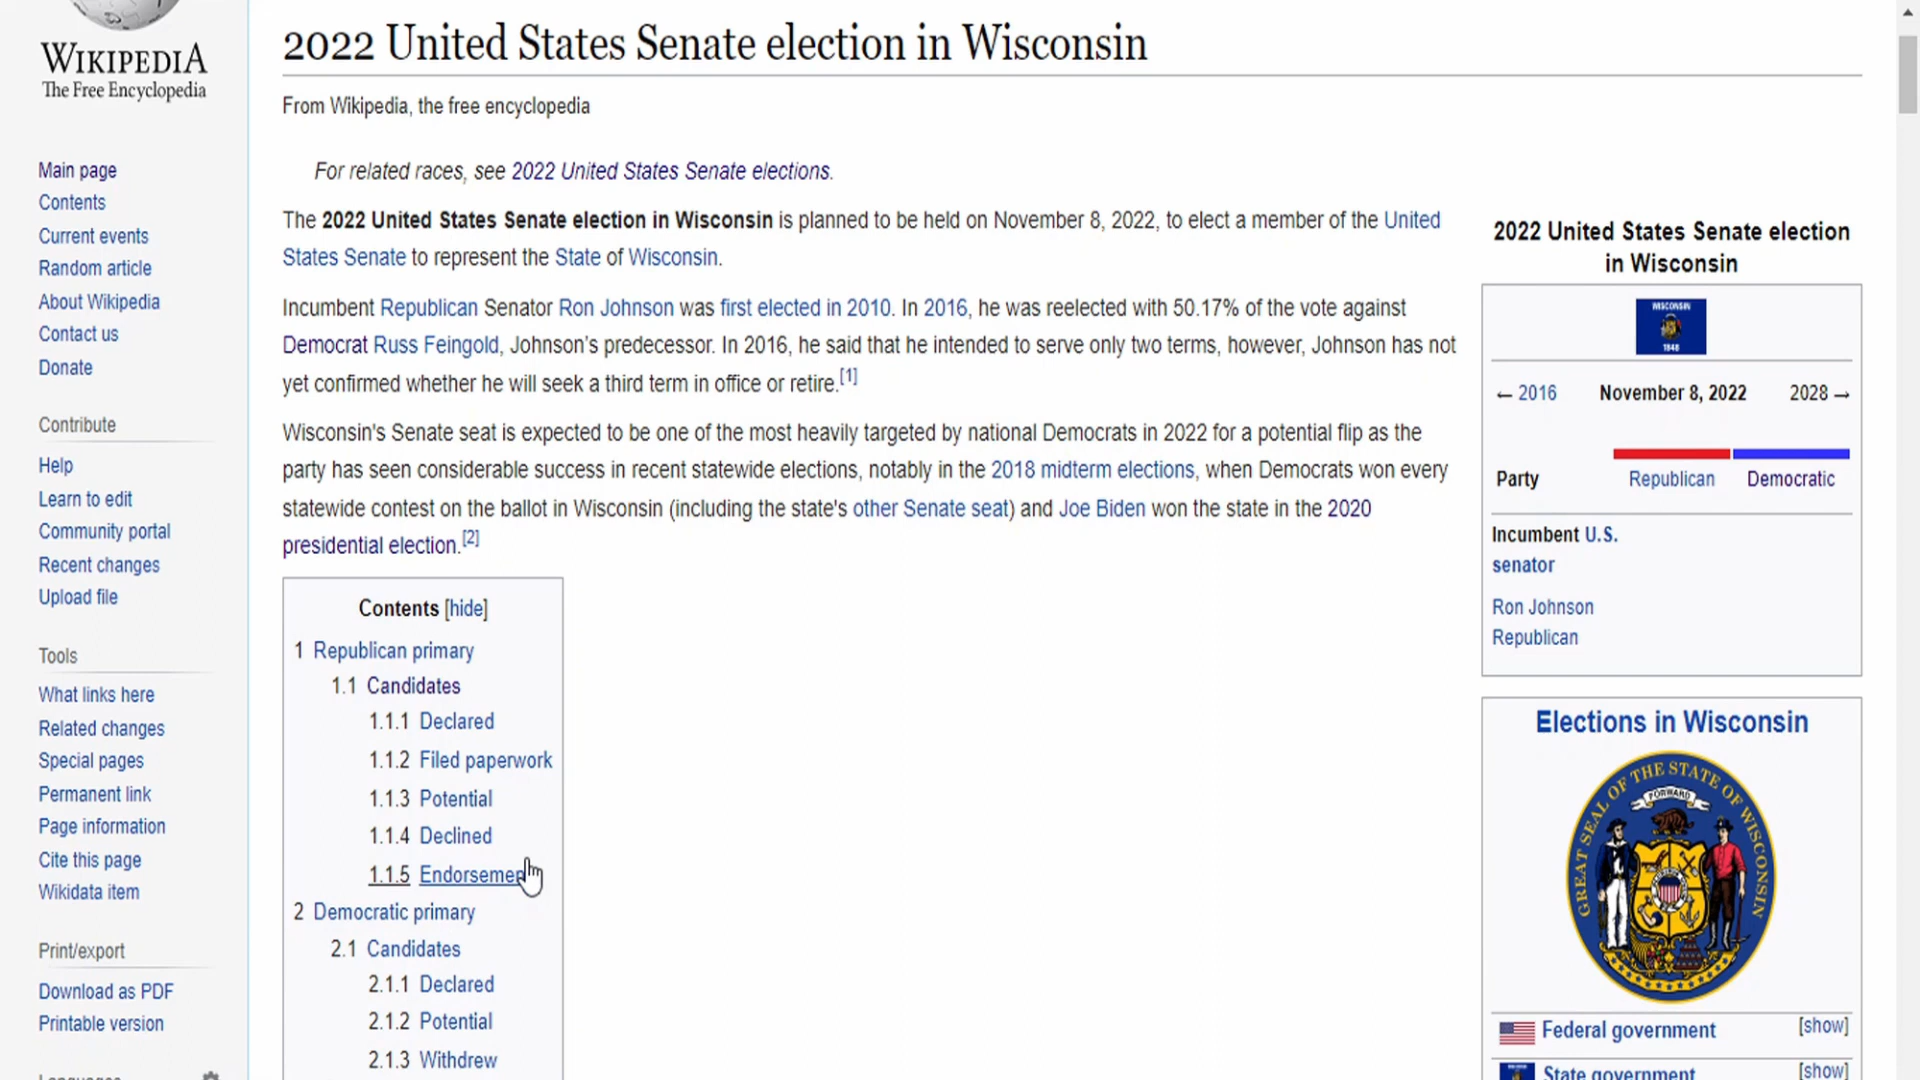 WIKIPEDIA
The Free Encyclopedia
Main page
Contents
Current events
Random article
About Wikipedia
Contact us
Donate
Contribute
Help
Learn to edit
Community portal
Recent changes
Upload file
Tools
What links here
Related changes
Special pages
Permanent link
Page information
Cite this page
Wikidata item
Print/export
Download as PDF
Printable version
Languages
2022 United States Senate election in Wisconsin
From Wikipedia, the free encyclopedia
For related races, see 2022 United States Senate elections.
The 2022 United States Senate election in Wisconsin is planned to be held on November 8, 2022, to elect a member of the United
States Senate to represent the State of Wisconsin.
Incumbent Republican Senator Ron Johnson was first elected in 2010. In 2016, he was reelected with 50.17% of the vote against
Democrat Russ Feingold, Johnson's predecessor. In 2016, he said that he intended to serve only two terms, however, Johnson has not
yet confirmed whether he will seek a third term in office or retire.[1]
Wisconsin's Senate seat is expected to be one of the most heavily targeted by national Democrats in 2022 for a potential flip as the
party has seen considerable success in recent statewide elections, notably in the 2018 midterm elections, when Democrats won every
statewide contest on the ballot in Wisconsin (including the state's other Senate seat) and Joe Biden won the state in the 2020
presidential election.[2]
Contents [hide]
1 Republican primary
1.1 Candidates
1.1.1 Declared
1.1.2 Filed paperwork
1.1.3 Potential
1.1.4 Declined
1.1.5 Endorsemen
2 Democratic primary
2.1 Candidates
2.1.1 Declared
2.1.2 Potential
2.1.3 Withdrew
2022 United States Senate election
in Wisconsin
WISCONSIN
1848
← 2016 November 8, 2022 2028 →
Party Republican Democratic
Incumbent U.S.
senator
Ron Johnson
Republican
Elections in Wisconsin
GREAT SEAL OF THE STATE OF WISCONSIN
FORWARD
Federal government [show]
State government [show]